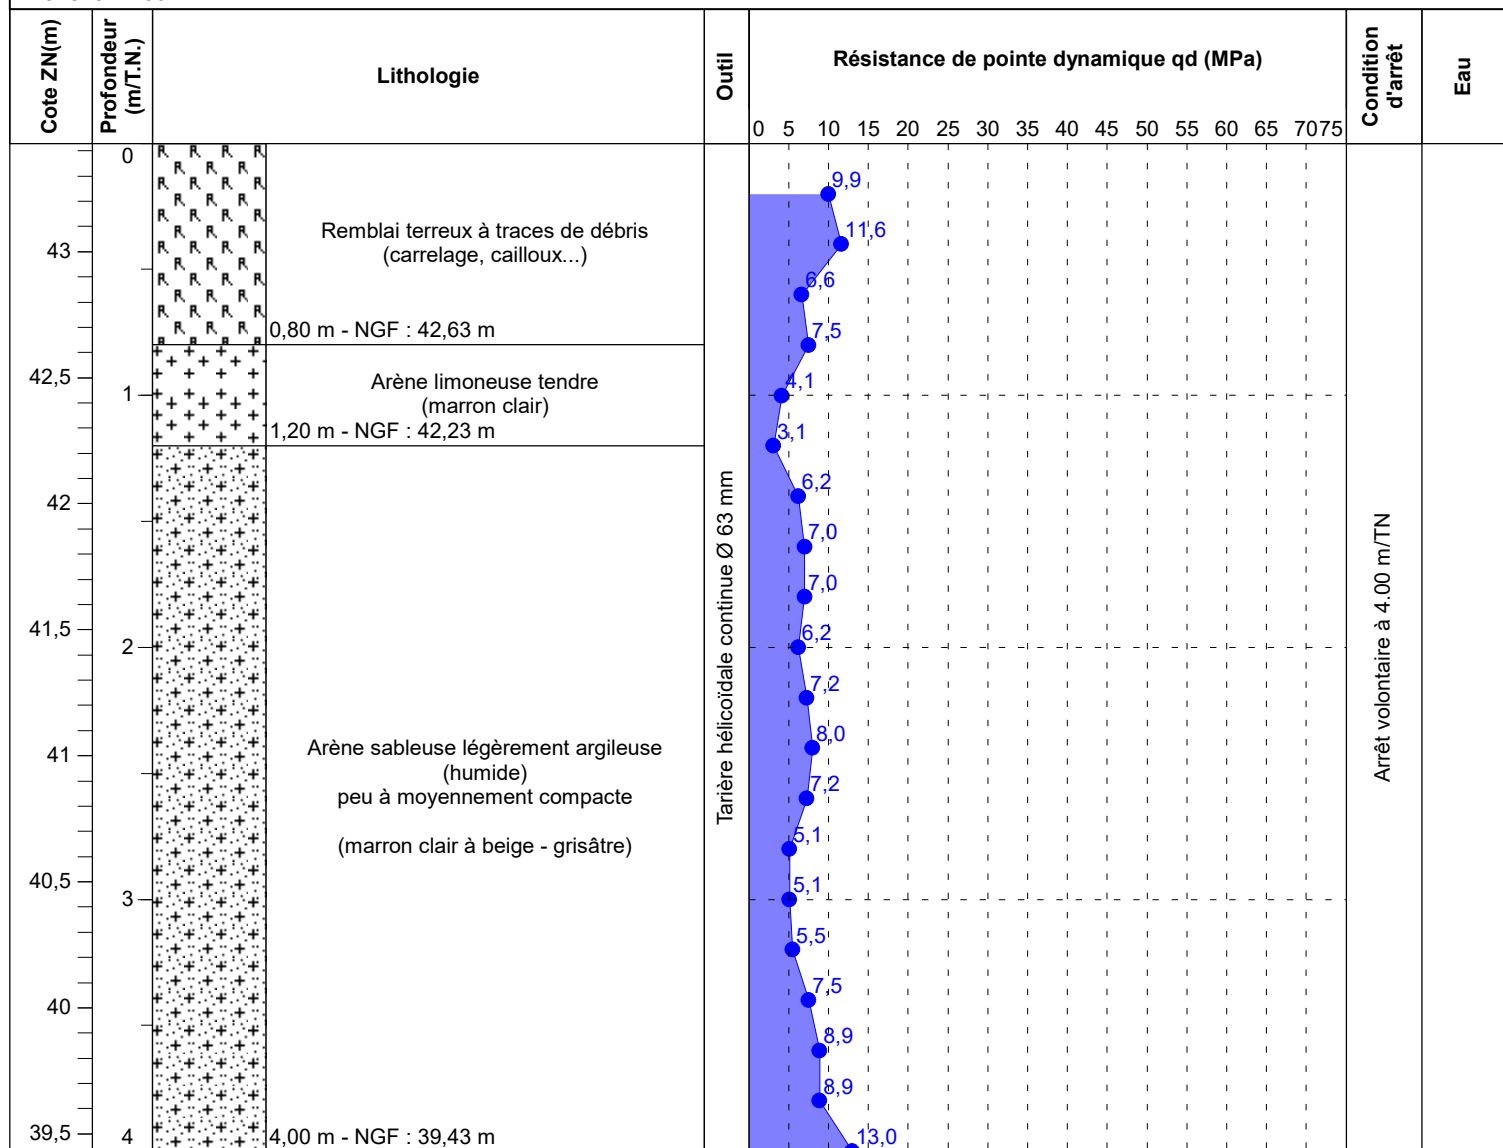 Cote ZN(m)
Profondeur
(m/T.N.)
Lithologie
Outil
Résistance de pointe dynamique qd (MPa)
0 5 10 15 20 25 30 35 40 45 50 55 60 65 70 75
Condition
d'arrêt
Eau
43
42,5
42
41,5
41
40,5
40
39,5
0
1
2
3
4
Remblai terreux à traces de débris
(carrelage, cailloux...)
0,80 m - NGF : 42,63 m
Arène limoneuse tendre
(marron clair)
1,20 m - NGF : 42,23 m
Arène sableuse légèrement argileuse
(humide)
peu à moyennement compacte
(marron clair à beige - grisâtre)
4,00 m - NGF : 39,43 m
Tarière hélicoïdale continue Ø 63 mm
9,9
11,6
6,6
7,5
4,1
3,1
6,2
7,0
7,0
6,2
7,2
8,0
7,2
5,1
5,1
5,5
7,5
8,9
8,9
13,0
Arrêt volontaire à 4.00 m/TN